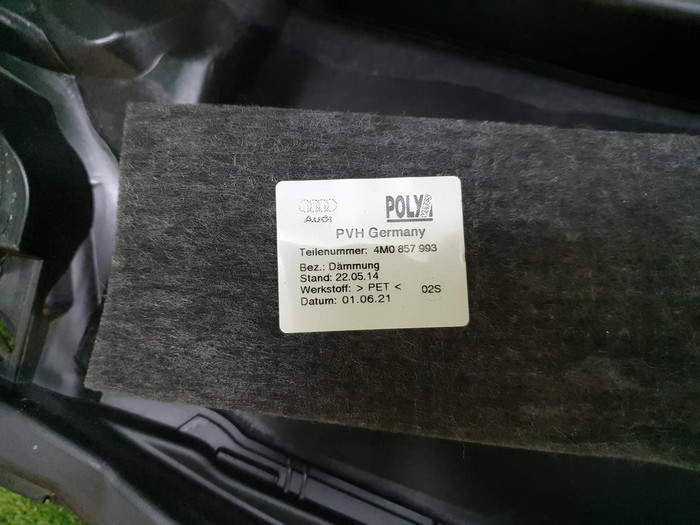 Audi
POLY
PVH Germany
Teilenummer: 4M0 857 993
Bez.: Dämmung
Stand: 22.05.14
Werkstoff: > PET < 02S
Datum: 01.06.21